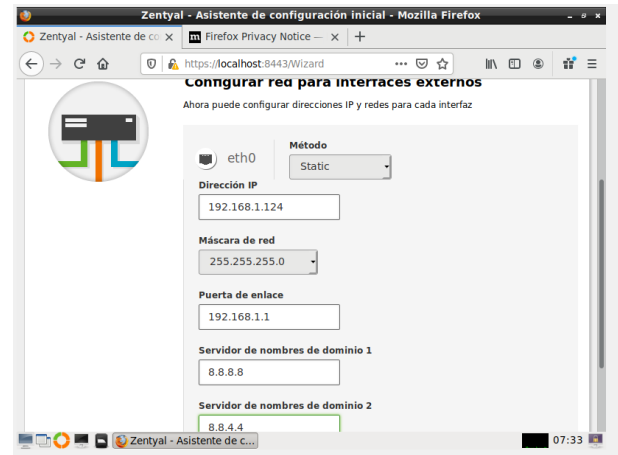 Zentyal - Asistente de configuración inicial - Mozilla Firefox
Zentyal - Asistente de co
Firefox Privacy Notice —
https://localhost:8443/Wizard
Configurar red para interfaces externos
Ahora puede configurar direcciones IP y redes para cada interfaz
eth0
Método
Static
Dirección IP
192.168.1.124
Máscara de red
255.255.255.0
Puerta de enlace
192.168.1.1
Servidor de nombres de dominio 1
8.8.8.8
Servidor de nombres de dominio 2
8.8.4.4
Zentyal - Asistente de c...
07:33